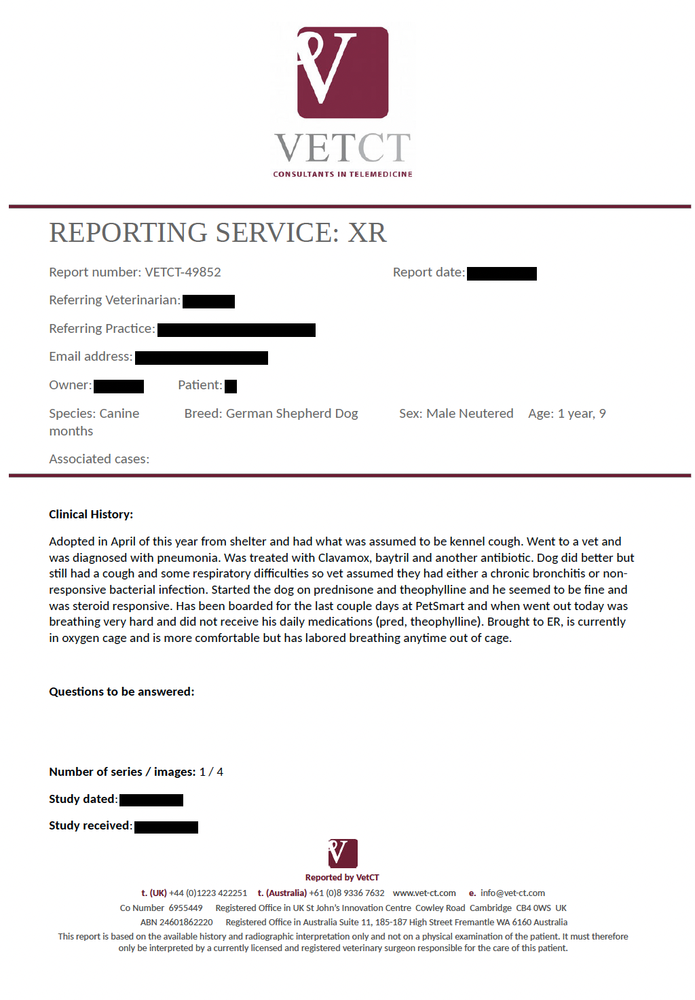 V
VETCT
CONSULTANTS IN TELEMEDICINE
REPORTING SERVICE: XR
Report number: VETCT-49852 Report date:
Referring Veterinarian:
Referring Practice:
Email address:
Owner: Patient:
Species: Canine Breed: German Shepherd Dog Sex: Male Neutered Age: 1 year, 9
months
Associated cases:
Clinical History:
Adopted in April of this year from shelter and had what was assumed to be kennel cough. Went to a vet and
was diagnosed with pneumonia. Was treated with Clavamox, baytril and another antibiotic. Dog did better but
still had a cough and some respiratory difficulties so vet assumed they had either a chronic bronchitis or non-
responsive bacterial infection. Started the dog on prednisone and theophylline and he seemed to be fine and
was steroid responsive. Has been boarded for the last couple days at PetSmart and when went out today was
breathing very hard and did not receive his daily medications (pred, theophylline). Brought to ER, is currently
in oxygen cage and is more comfortable but has labored breathing anytime out of cage.
Questions to be answered:
Number of series / images: 1 / 4
Study dated:
Study received:
V
Reported by VetCT
t. (UK) +44 (0)1223 422251 t. (Australia) +61 (0)8 9336 7632 www.vet-ct.com e. info@vet-ct.com
Co Number 6955449 Registered Office in UK St John's Innovation Centre Cowley Road Cambridge CB4 0WS UK
ABN 24601862220 Registered Office in Australia Suite 11, 185-187 High Street Fremantle WA 6160 Australia
This report is based on the available history and radiographic interpretation only and not on a physical examination of the patient. It must therefore
only be interpreted by a currently licensed and registered veterinary surgeon responsible for the care of this patient.